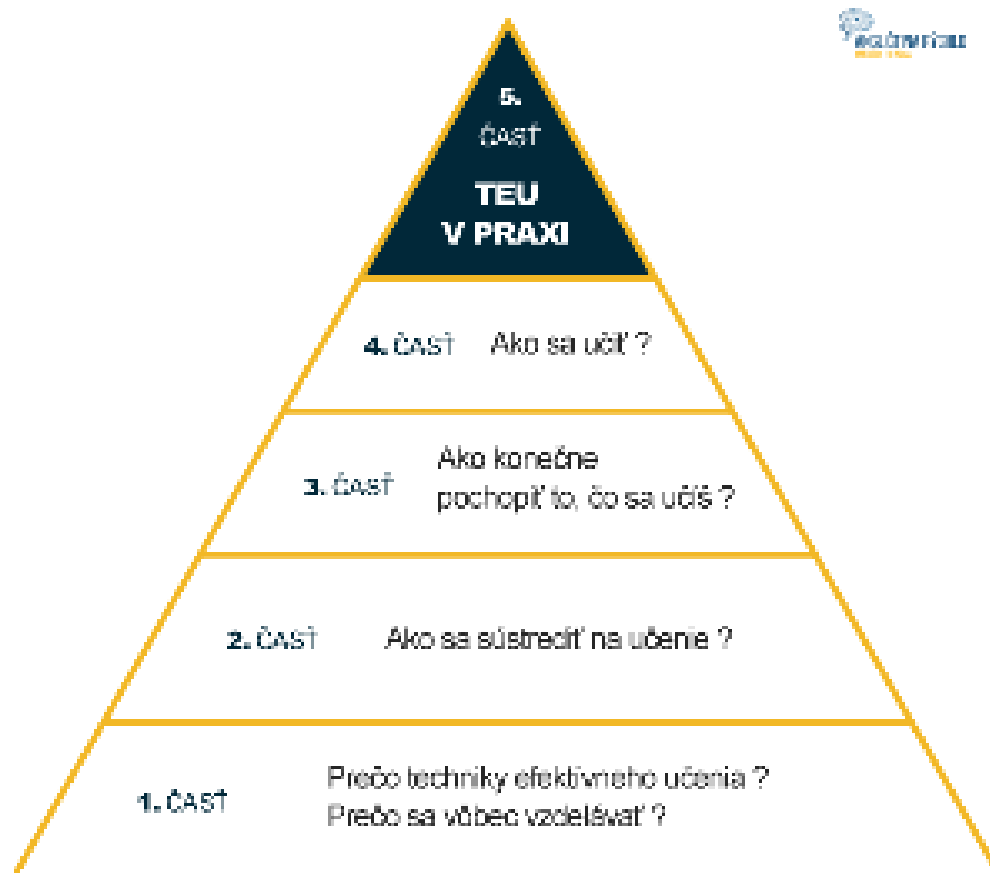 5.
ČASŤ
TEU
V PRAXI
4. ČASŤ Ako sa učiť ?
3. ČASŤ Ako konečne
pochopiť to, čo sa učíš ?
2. ČASŤ Ako sa sústrediť na učenie ?
1. ČASŤ Prečo techniky efektívneho učenia ?
Prečo sa vôbec vzdelávať ?